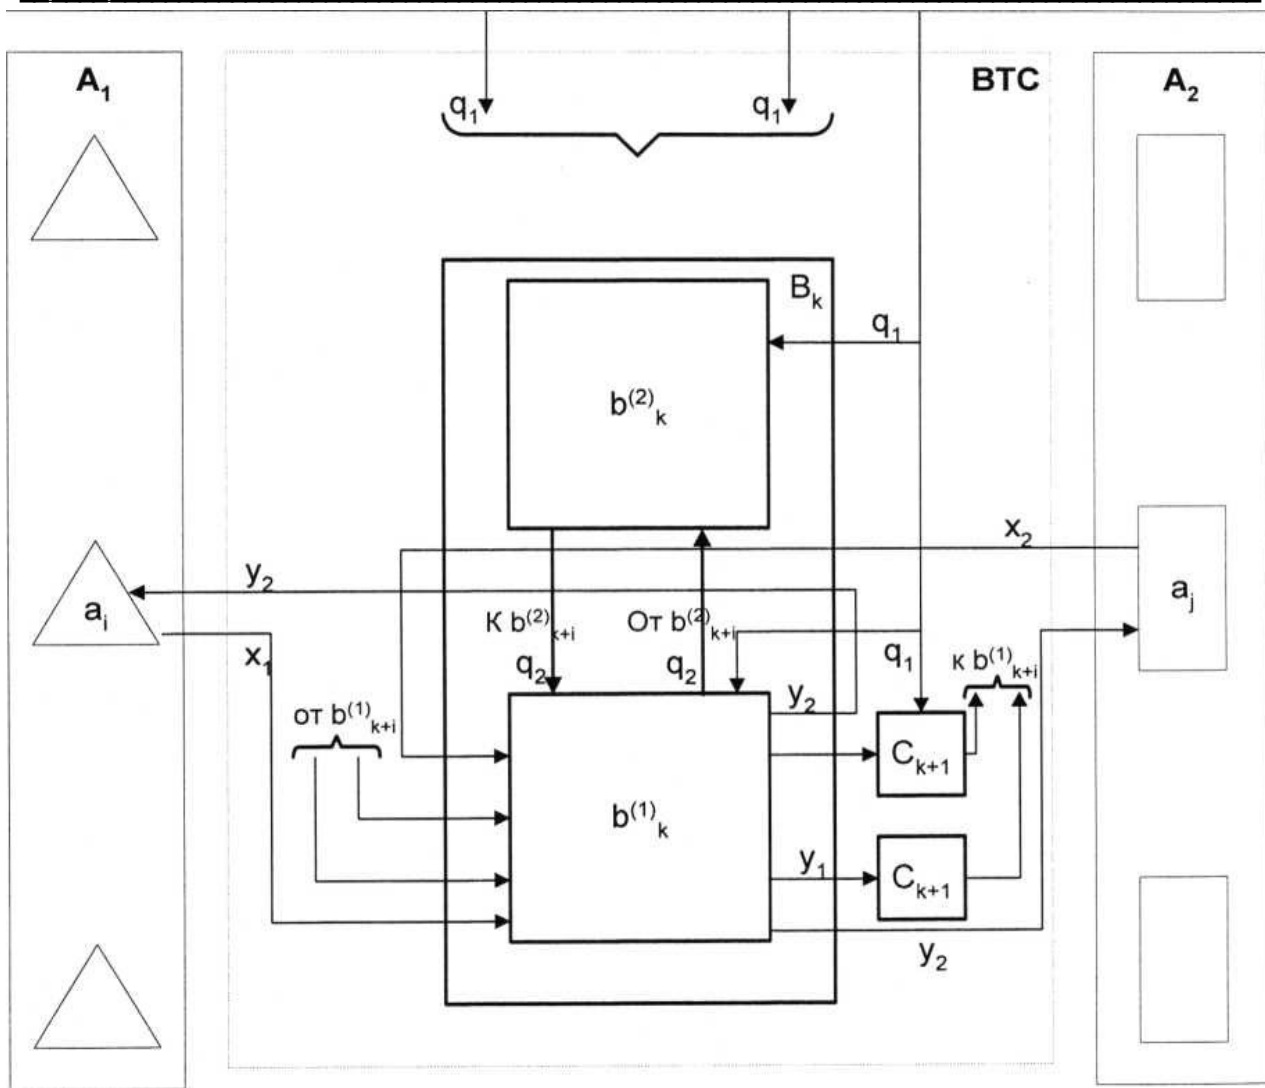 A₁
ВТС
A₂
q₁
q₁
Bₖ
q₁
b⁽²⁾ₖ
x₂
y₂
aᵢ
К b⁽²⁾ₖ₊ᵢ
От b⁽²⁾ₖ₊ᵢ
aⱼ
x₁
q₂
q₂
q₁
к b⁽¹⁾ₖ₊ᵢ
y₂
от b⁽¹⁾ₖ₊ᵢ
Cₖ₊₁
b⁽¹⁾ₖ
y₁
Cₖ₊₁
y₂